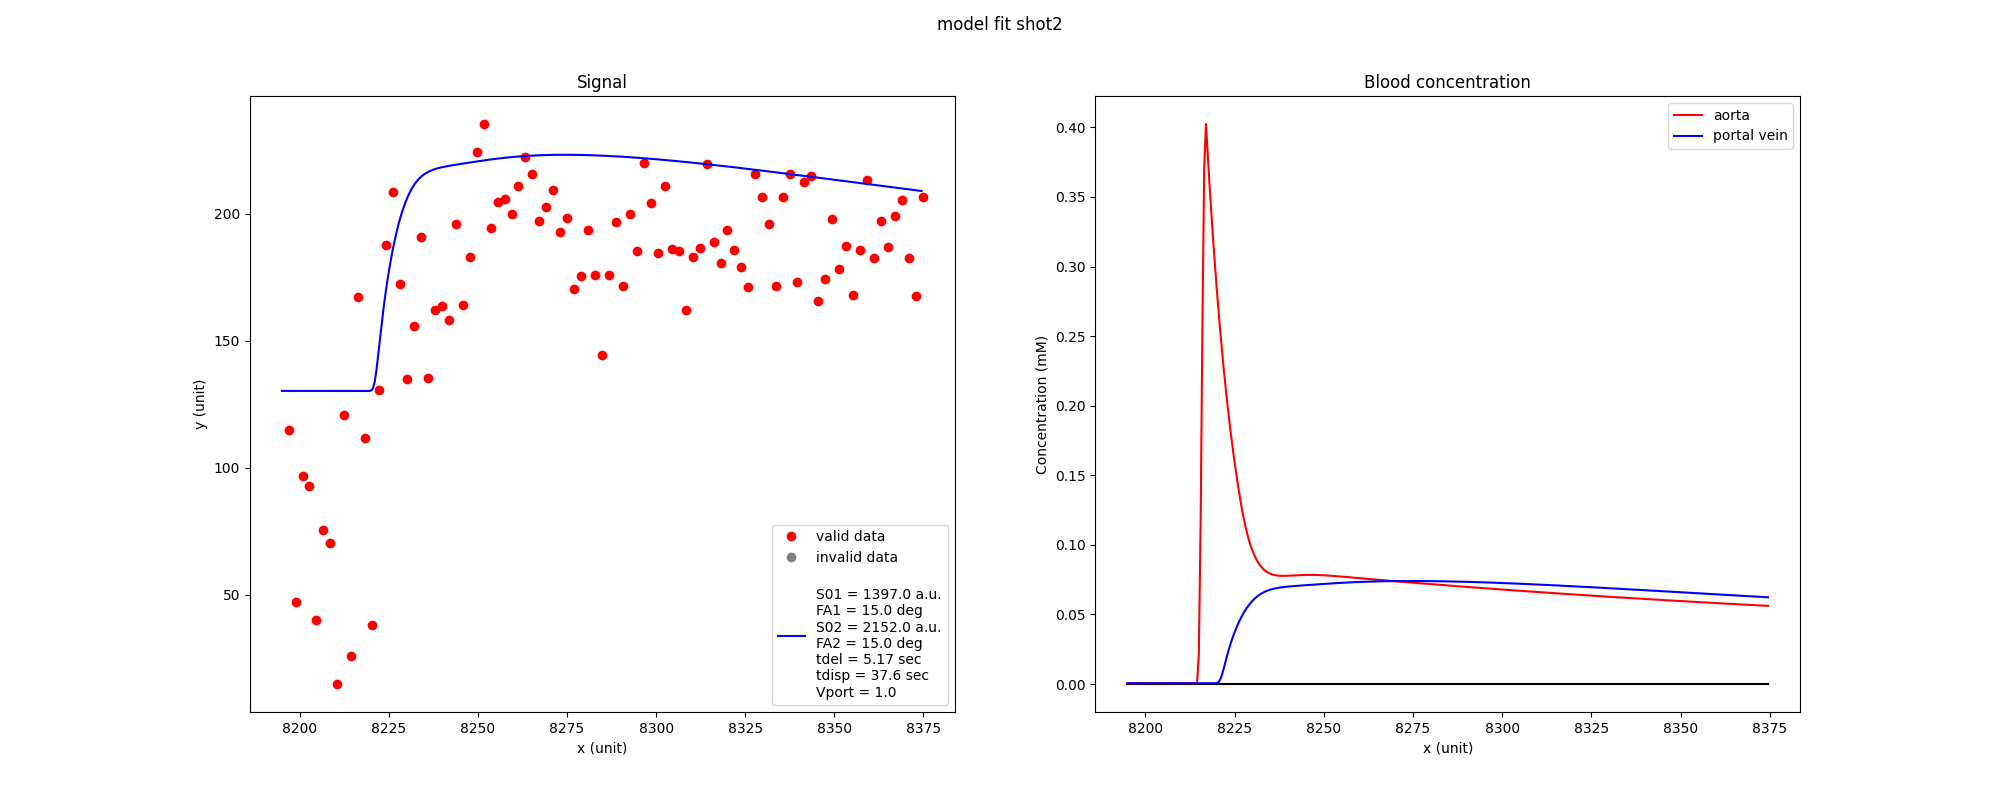 model fit shot2
Signal
y (unit)
200
150
100
50
8200 8225 8250 8275 8300 8325 8350 8375
x (unit)
valid data
invalid data
S01 = 1397.0 a.u.
FA1 = 15.0 deg
S02 = 2152.0 a.u.
FA2 = 15.0 deg
tdel = 5.17 sec
tdisp = 37.6 sec
Vport = 1.0
Blood concentration
Concentration (mM)
0.40
0.35
0.30
0.25
0.20
0.15
0.10
0.05
0.00
8200 8225 8250 8275 8300 8325 8350 8375
x (unit)
aorta
portal vein